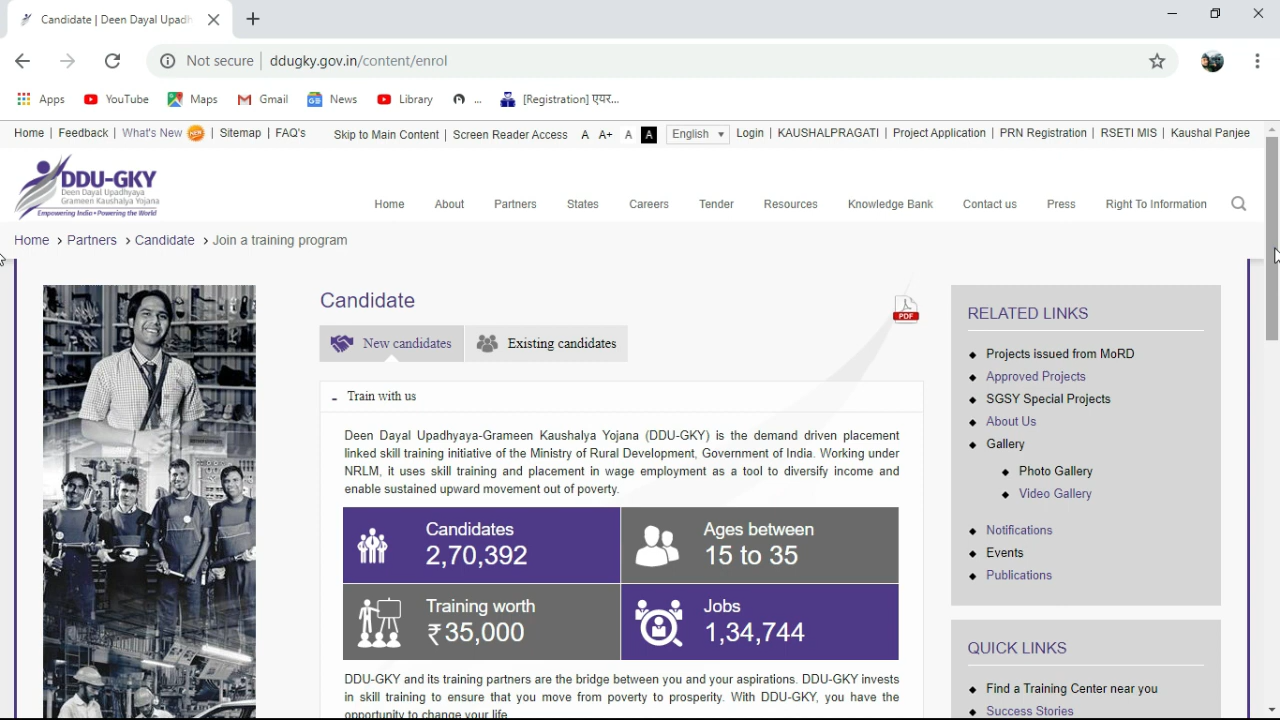 Candidate | Deen Dayal Upadh
Not secure | ddugky.gov.in/content/enrol
Apps YouTube Maps Gmail News Library ... [Registration] एयर...
Home | Feedback | What's New NEW | Sitemap | FAQ's Skip to Main Content | Screen Reader Access A A+ A A English Login | KAUSHALPRAGATI | Project Application | PRN Registration | RSETI MIS | Kaushal Panjee
DDU-GKY
Deen Dayal Upadhyaya
Grameen Kaushalya Yojana
Empowering India • Powering the World
Home About Partners States Careers Tender Resources Knowledge Bank Contact us Press Right To Information
Home > Partners > Candidate > Join a training program
Candidate
PDF
New candidates Existing candidates
- Train with us
Deen Dayal Upadhyaya-Grameen Kaushalya Yojana (DDU-GKY) is the demand driven placement
linked skill training initiative of the Ministry of Rural Development, Government of India. Working under
NRLM, it uses skill training and placement in wage employment as a tool to diversify income and
enable sustained upward movement out of poverty.
Candidates
2,70,392
Ages between
15 to 35
Training worth
₹35,000
Jobs
1,34,744
DDU-GKY and its training partners are the bridge between you and your aspirations. DDU-GKY invests
in skill training to ensure that you move from poverty to prosperity. With DDU-GKY, you have the
opportunity to change your life.
RELATED LINKS
Projects issued from MoRD
Approved Projects
SGSY Special Projects
About Us
Gallery
Photo Gallery
Video Gallery
Notifications
Events
Publications
QUICK LINKS
Find a Training Center near you
Success Stories